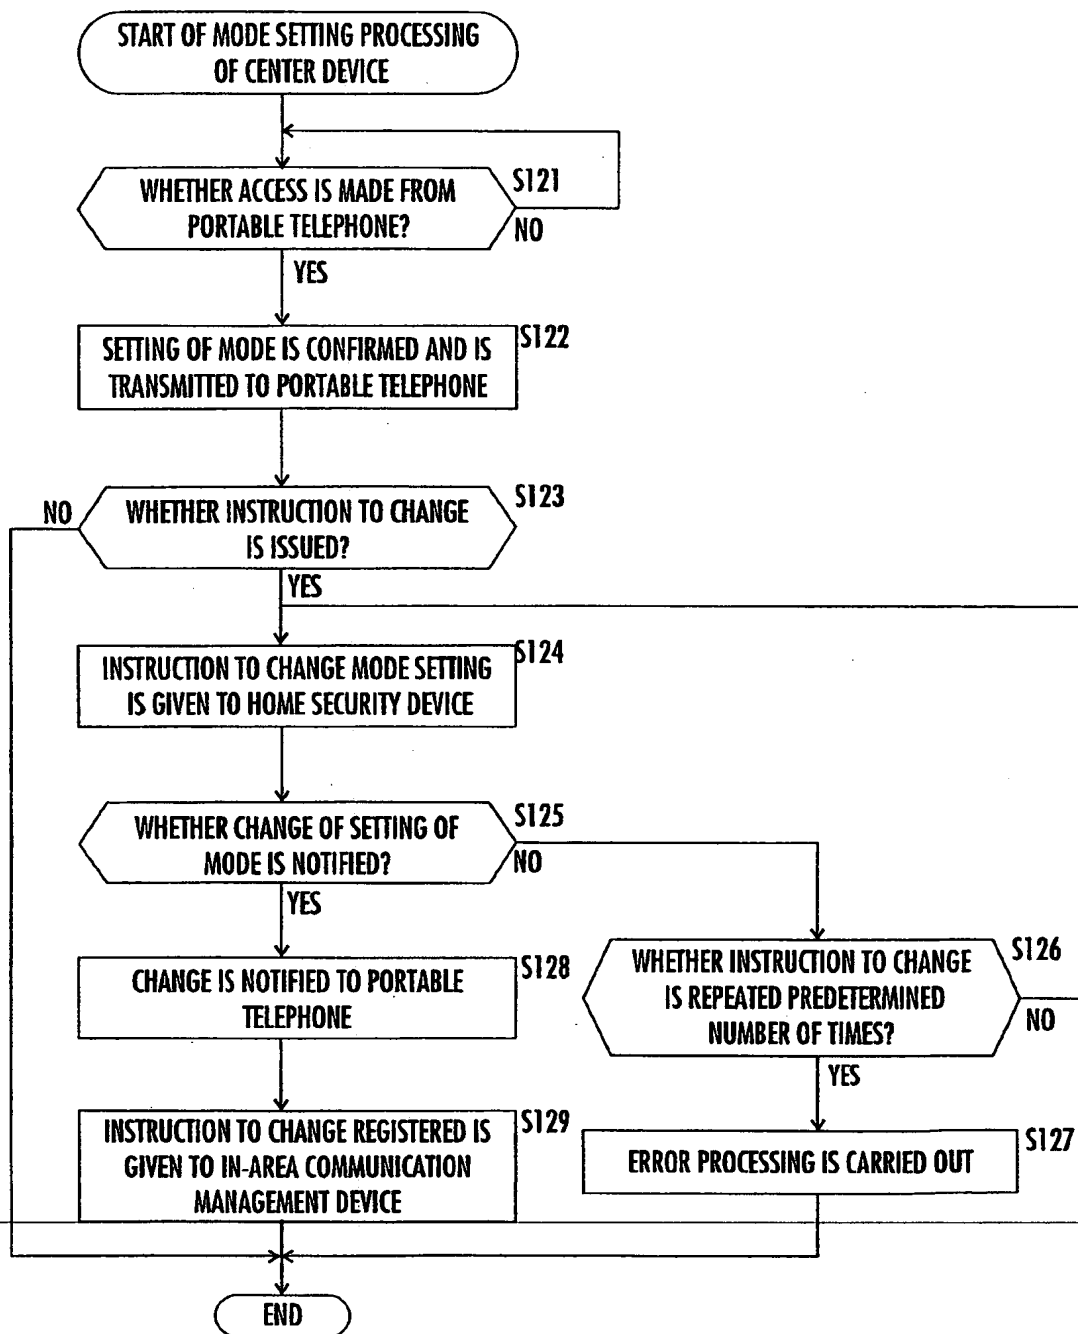 START OF MODE SETTING PROCESSING
OF CENTER DEVICE
WHETHER ACCESS IS MADE FROM
PORTABLE TELEPHONE?
S121
NO
YES
SETTING OF MODE IS CONFIRMED AND IS
TRANSMITTED TO PORTABLE TELEPHONE
S122
NO
WHETHER INSTRUCTION TO CHANGE
IS ISSUED?
S123
YES
INSTRUCTION TO CHANGE MODE SETTING
IS GIVEN TO HOME SECURITY DEVICE
S124
WHETHER CHANGE OF SETTING OF
MODE IS NOTIFIED?
S125
NO
YES
CHANGE IS NOTIFIED TO PORTABLE
TELEPHONE
S128
WHETHER INSTRUCTION TO CHANGE
IS REPEATED PREDETERMINED
NUMBER OF TIMES?
S126
NO
YES
INSTRUCTION TO CHANGE REGISTERED IS
GIVEN TO IN-AREA COMMUNICATION
MANAGEMENT DEVICE
S129
ERROR PROCESSING IS CARRIED OUT
S127
END